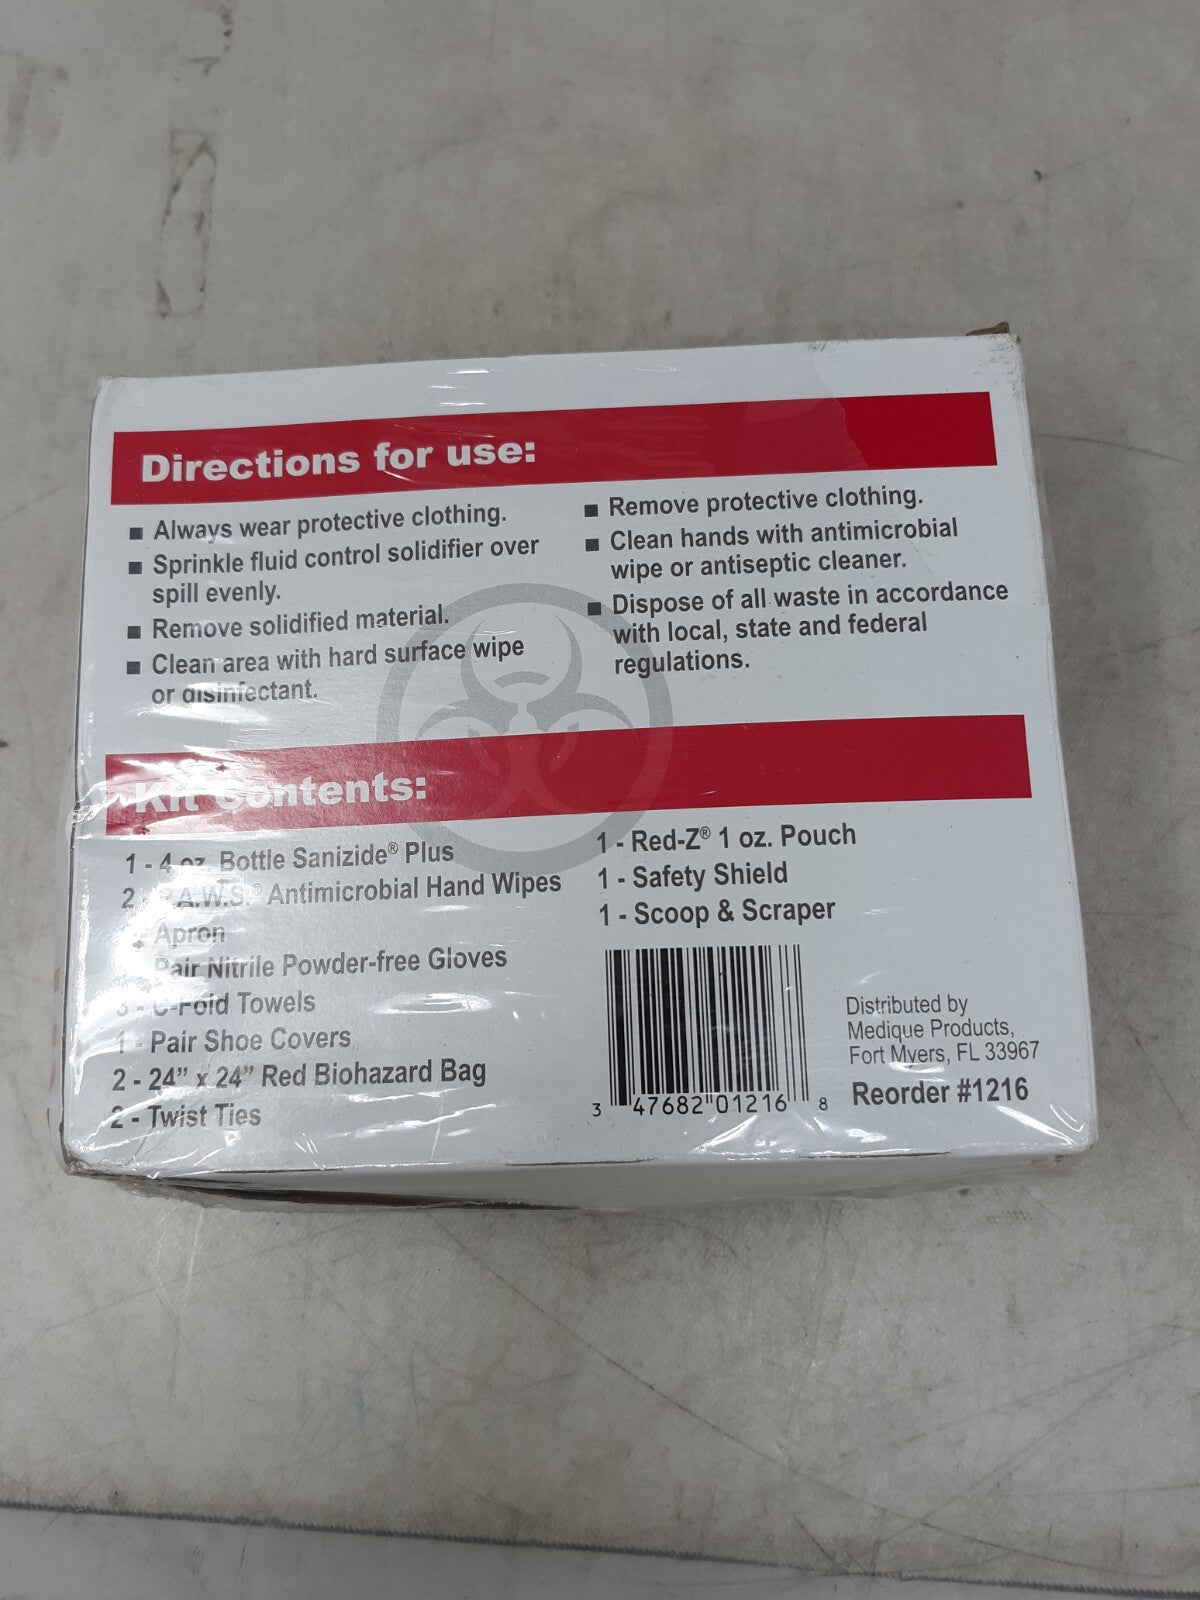 Directions for use:
■ Always wear protective clothing.
■ Sprinkle fluid control solidifier over
spill evenly.
■ Remove solidified material.
■ Clean area with hard surface wipe
or disinfectant.
■ Remove protective clothing.
■ Clean hands with antimicrobial
wipe or antiseptic cleaner.
■ Dispose of all waste in accordance
with local, state and federal
regulations.
Kit Contents:
1 - 4 oz. Bottle Sanizide® Plus
2 - P.A.W.S.® Antimicrobial Hand Wipes
- Apron
Pair Nitrile Powder-free Gloves
3 - C-Fold Towels
1 - Pair Shoe Covers
2 - 24” x 24” Red Biohazard Bag
2 - Twist Ties
1 - Red-Z® 1 oz. Pouch
1 - Safety Shield
1 - Scoop & Scraper
3 47682 01216 8
Distributed by
Medique Products,
Fort Myers, FL 33967
Reorder #1216